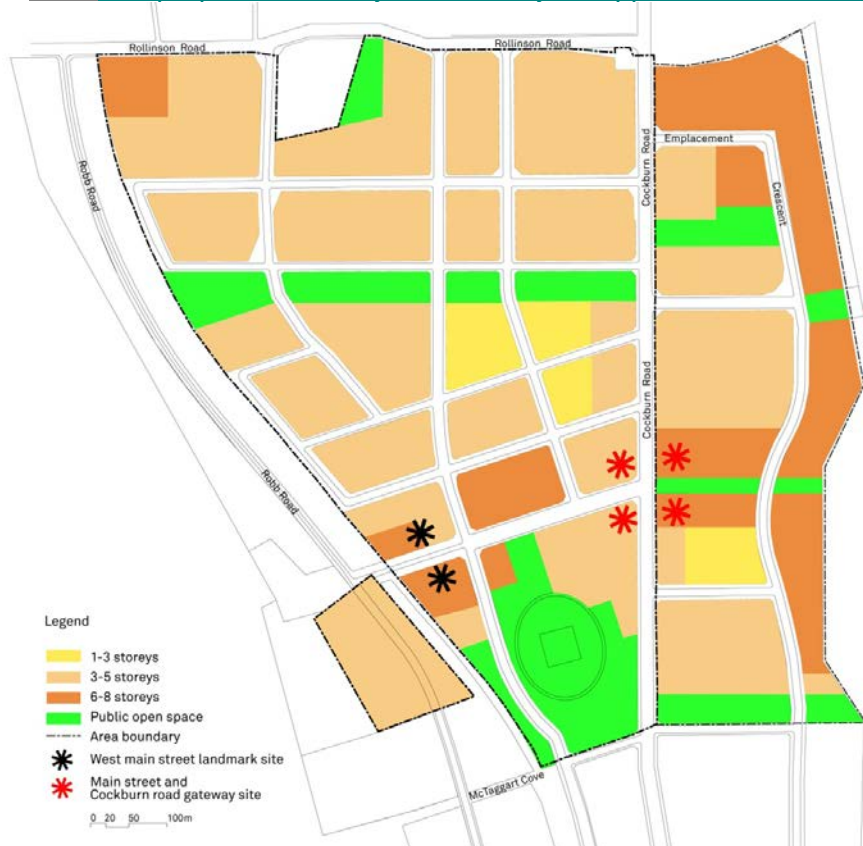 Rollinson Road
Rollinson Road
Robb Road
Cockburn Road
Emplacement
Crescent
Cockburn Road
Robb Road
Legend
1-3 storeys
3-5 storeys
6-8 storeys
Public open space
Area boundary
West main street landmark site
Main street and
Cockburn road gateway site
0 20 50 100m
McTaggart Cove